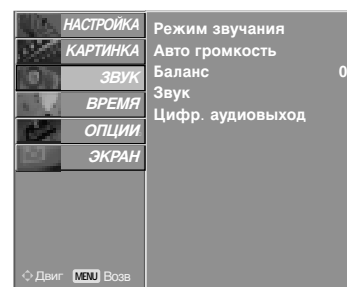 НАСТРОЙКА
КАРТИНКА
ЗВУК
ВРЕМЯ
ОПЦИИ
ЭКРАН
Двиг MENU Возв
Режим звучания
Авто громкость
Баланс 0
Звук
Цифр. аудиовыход